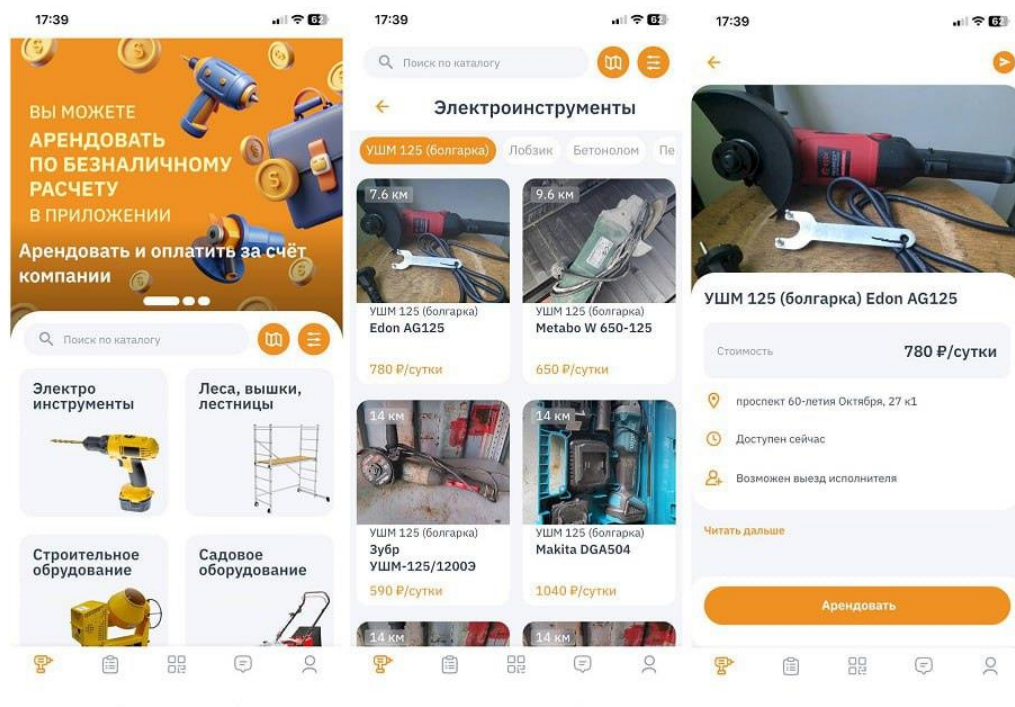 17:39
62
ВЫ МОЖЕТЕ
АРЕНДОВАТЬ
ПО БЕЗНАЛИЧНОМУ
РАСЧЕТУ
В ПРИЛОЖЕНИИ
Арендовать и оплатить за счёт
компании
Поиск по каталогу
Электро
инструменты
Леса, вышки,
лестницы
Строительное
обрудование
Садовое
оборудование
17:39
62
Поиск по каталогу
Электроинструменты
УШМ 125 (болгарка)
Лобзик
Бетонолом
Пе
7.6 км
УШМ 125 (болгарка)
Edon AG125
780 ₽/сутки
9.6 км
УШМ 125 (болгарка)
Metabo W 650-125
650 ₽/сутки
14 км
УШМ 125 (болгарка)
Зубр
УШМ-125/1200Э
590 ₽/сутки
14 км
УШМ 125 (болгарка)
Makita DGA504
1040 ₽/сутки
14 км
14 км
17:39
62
УШМ 125 (болгарка) Edon AG125
Стоимость
780 ₽/сутки
проспект 60-летия Октября, 27 к1
Доступен сейчас
Возможен выезд исполнителя
Читать дальше
Арендовать